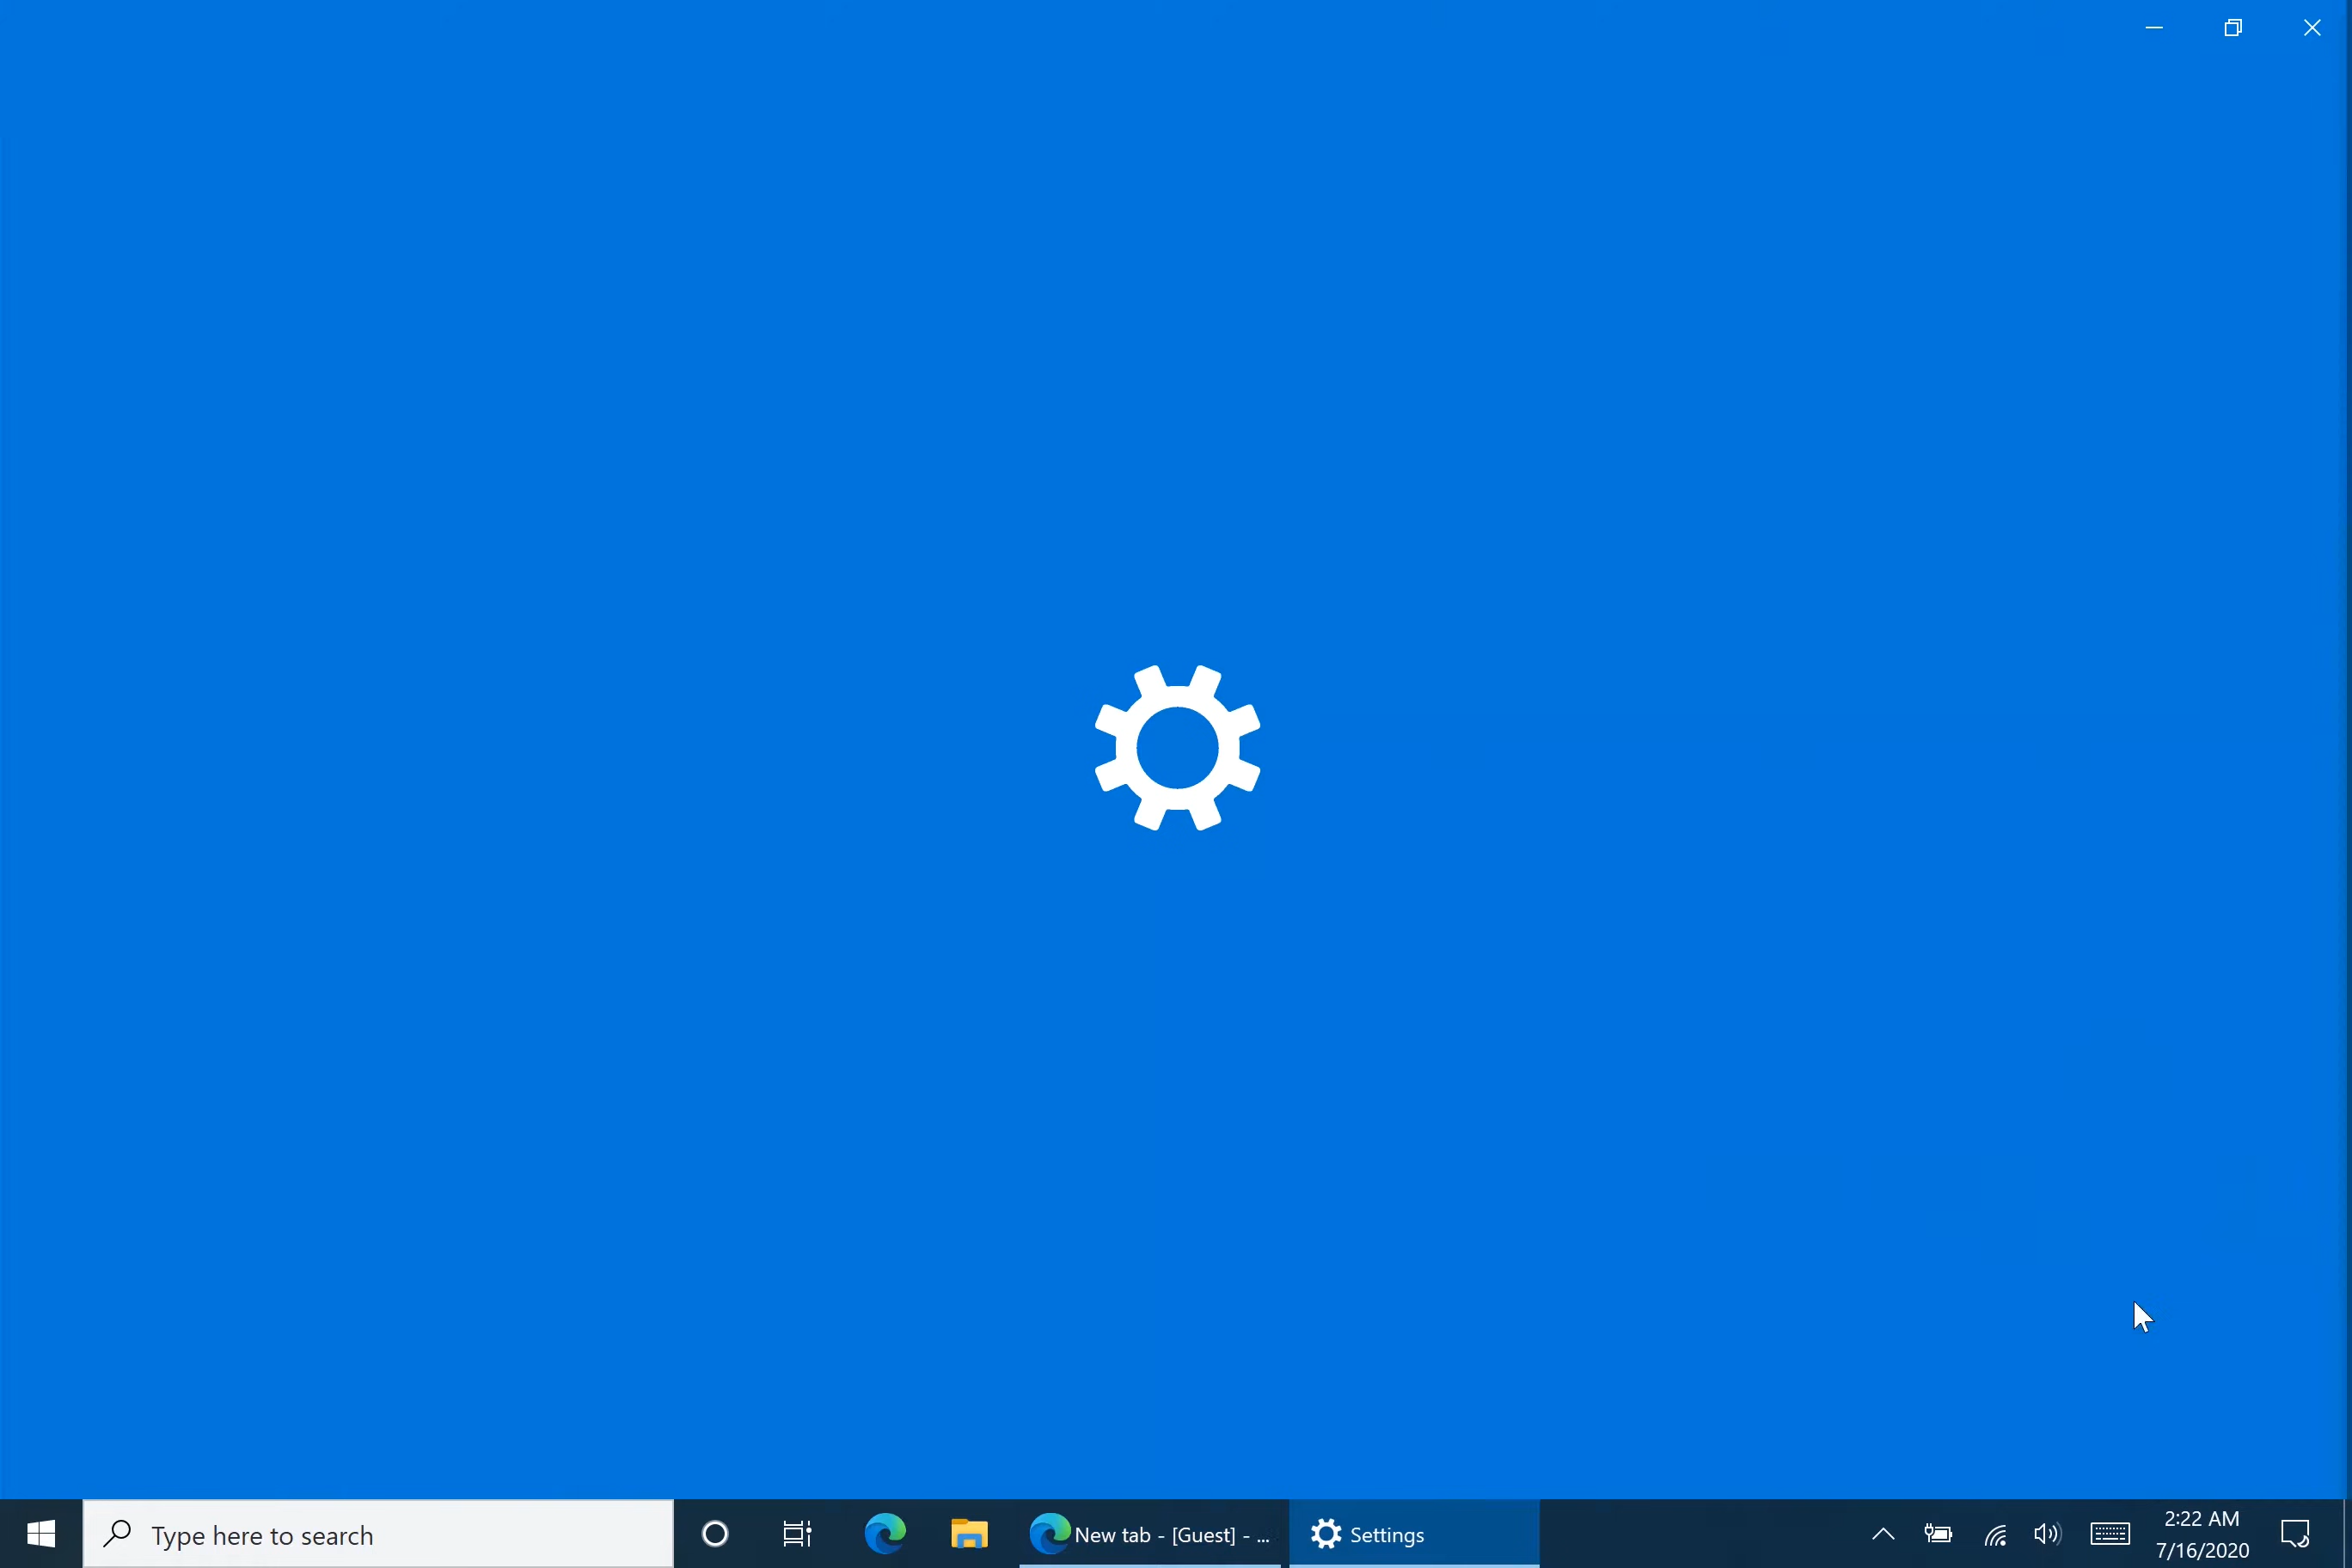 Type here to search
New tab - [Guest] - ...
Settings
2:22 AM
7/16/2020